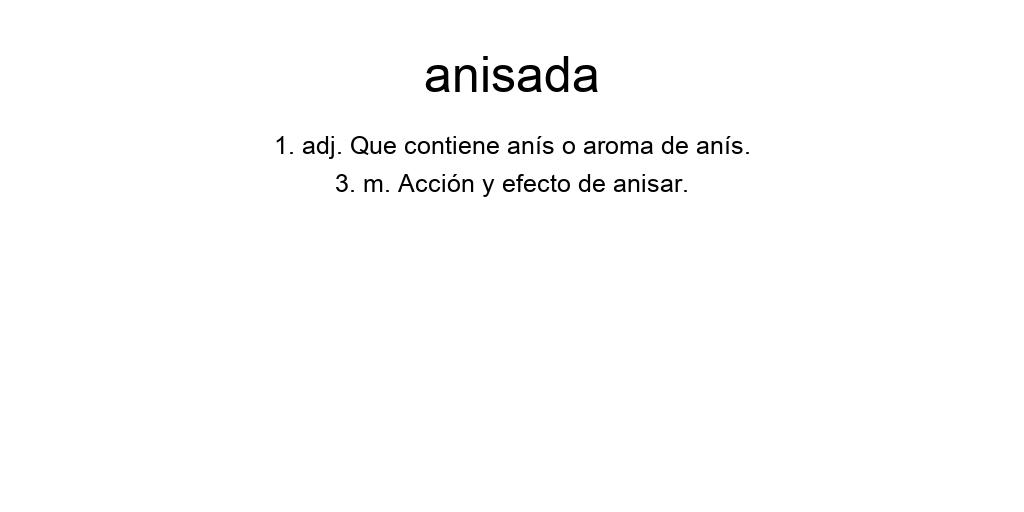 anisada
1. adj. Que contiene anís o aroma de anís.
3. m. Acción y efecto de anisar.